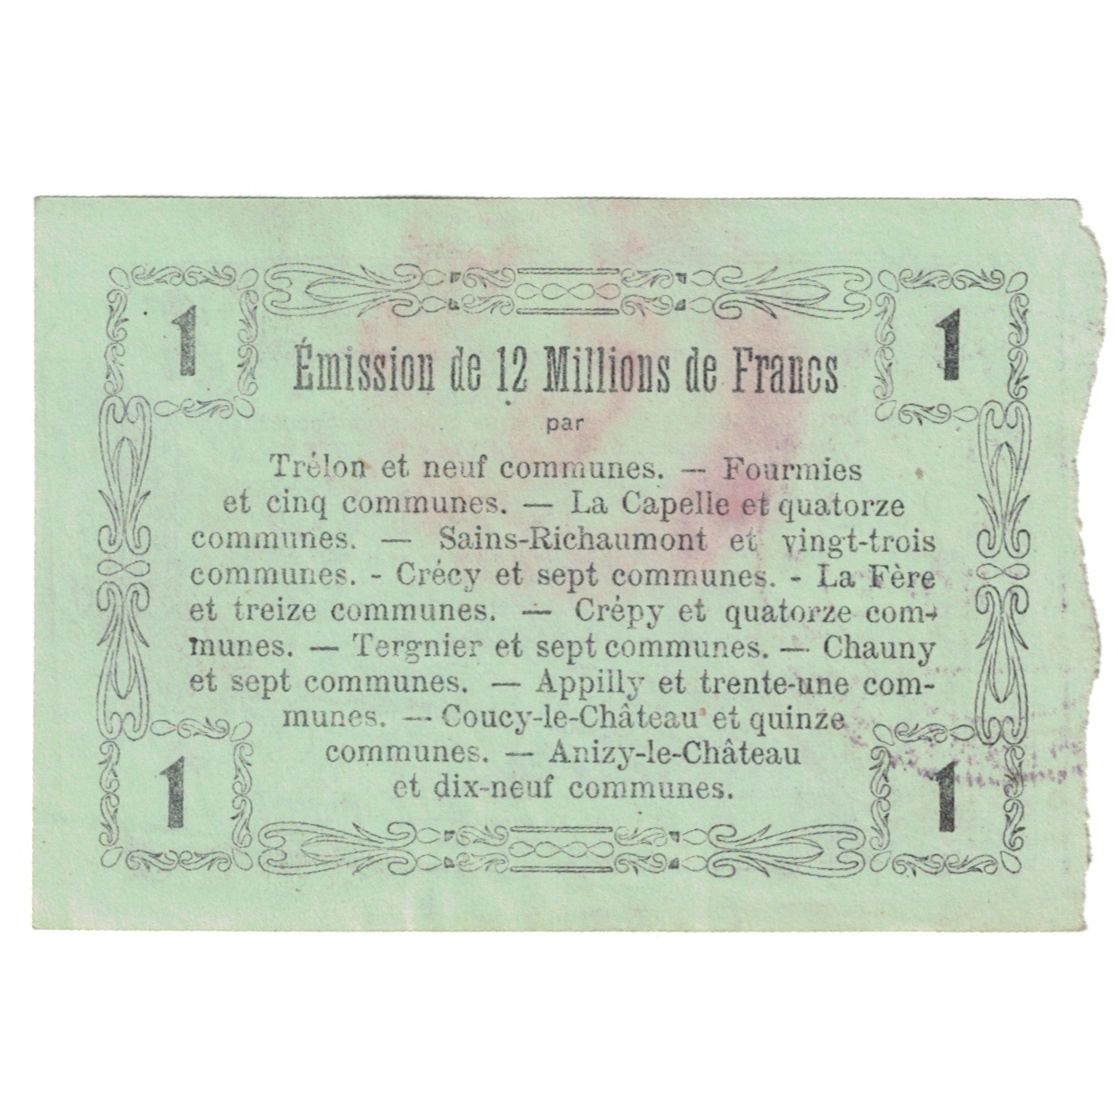 1 1
Émission de 12 Millions de Francs
par
Trélon et neuf communes. — Fourmies
et cinq communes. — La Capelle et quatorze
communes. — Sains-Richaumont et vingt-trois
communes. - Crécy et sept communes. - La Fère
et treize communes. — Crépy et quatorze com-
munes. — Tergnier et sept communes. — Chauny
et sept communes. — Appilly et trente-une com-
munes. — Coucy-le-Château et quinze
communes. — Anizy-le-Château
et dix-neuf communes.
1 1